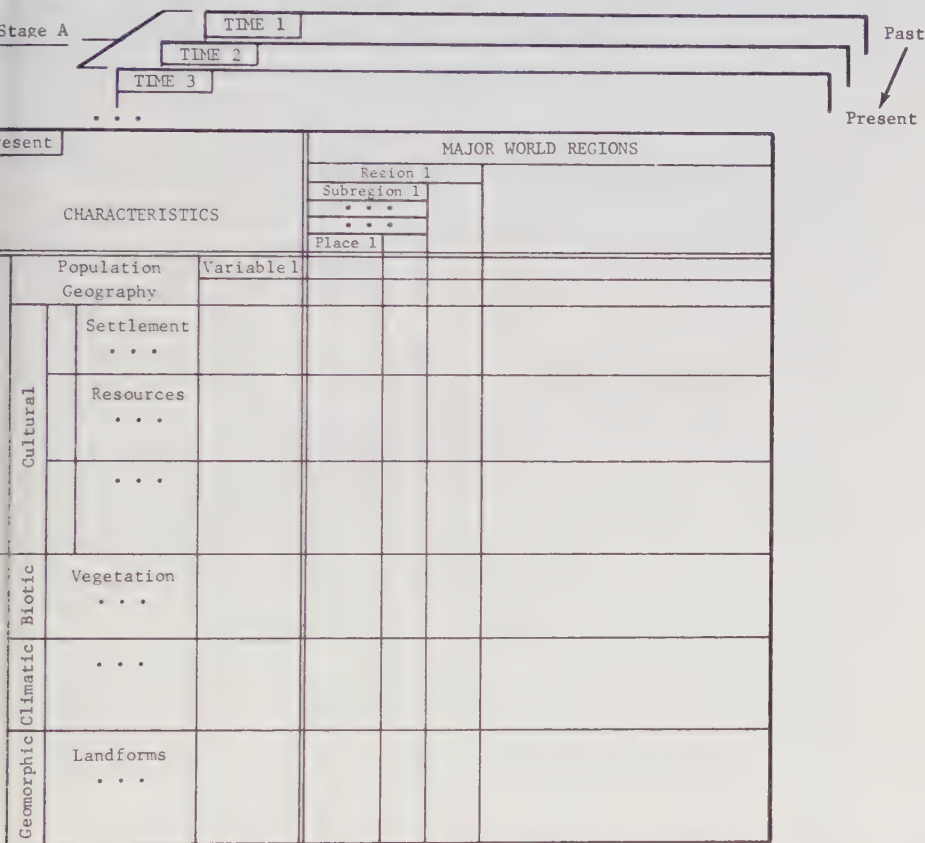 Stage A
TIME 1
Past
TIME 2
TIME 3
Present
. . .
esent
MAJOR WORLD REGIONS
Region 1
Subregion 1
. . .
CHARACTERISTICS
. . .
Place 1
Population
Variable 1
Geography
Settlement
. . .
Cultural
Resources
. . .
. . .
Biotic
Vegetation
. . .
Climatic
. . .
Geomorphic
Landforms
. . .